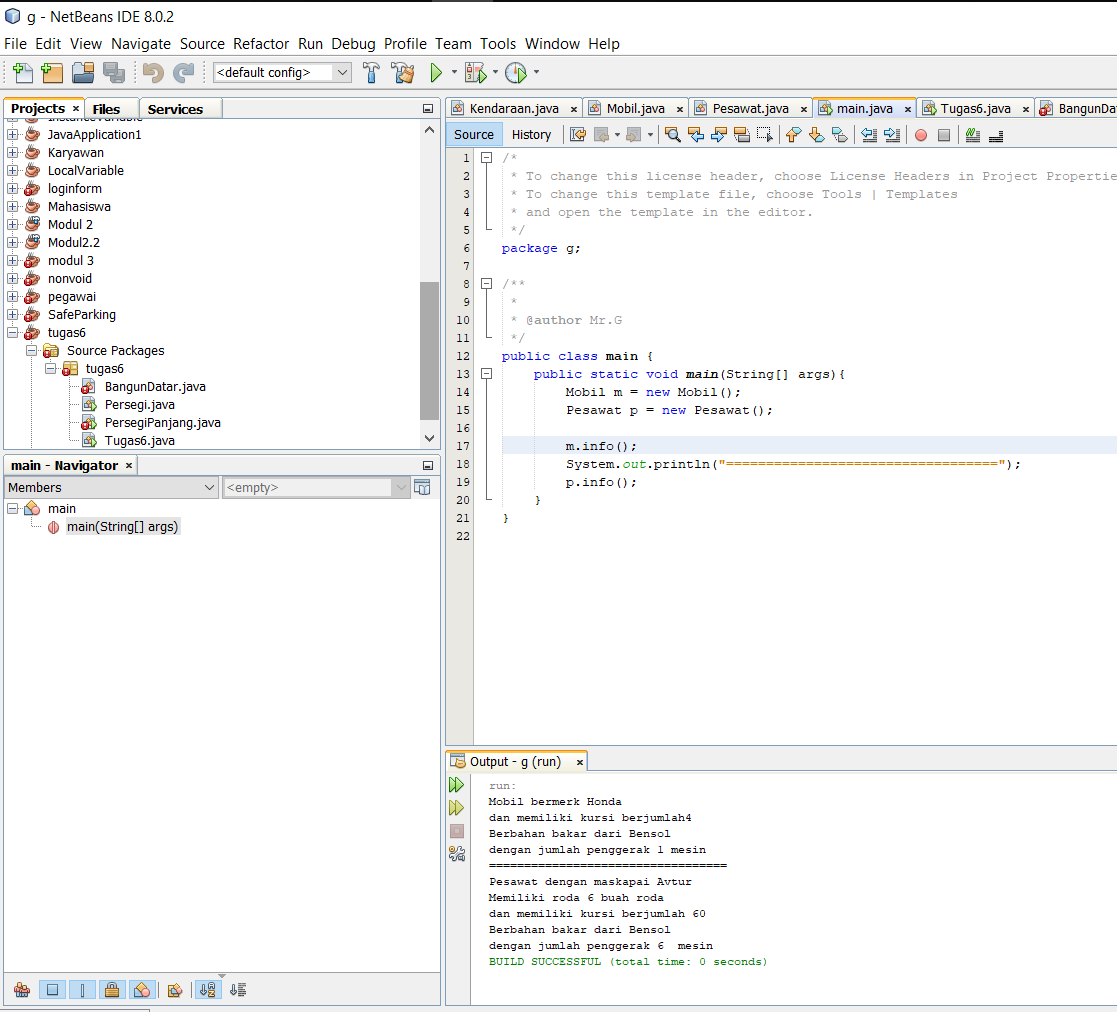 g - NetBeans IDE 8.0.2
File Edit View Navigate Source Refactor Run Debug Profile Team Tools Window Help
<default config>
Projects × Files Services
JavaApplication1
Karyawan
LocalVariable
loginform
Mahasiswa
Modul 2
Modul2.2
modul 3
nonvoid
pegawai
SafeParking
tugas6
Source Packages
tugas6
BangunDatar.java
Persegi.java
PersegiPanjang.java
Tugas6.java
main - Navigator ×
Members <empty>
main
main(String[] args)
Kendaraan.java × Mobil.java × Pesawat.java × main.java × Tugas6.java × BangunDa
Source History
1 /*
2 * To change this license header, choose License Headers in Project Propertie
3 * To change this template file, choose Tools | Templates
4 * and open the template in the editor.
5 */
6 package g;
7
8 /**
9 *
10 * @author Mr.G
11 */
12 public class main {
13 public static void main(String[] args){
14 Mobil m = new Mobil();
15 Pesawat p = new Pesawat();
16
17 m.info();
18 System.out.println("==================================");
19 p.info();
20 }
21 }
22
Output - g (run) ×
run:
Mobil bermerk Honda
dan memiliki kursi berjumlah4
Berbahan bakar dari Bensol
dengan jumlah penggerak 1 mesin
==================================
Pesawat dengan maskapai Avtur
Memiliki roda 6 buah roda
dan memiliki kursi berjumlah 60
Berbahan bakar dari Bensol
dengan jumlah penggerak 6  mesin
BUILD SUCCESSFUL (total time: 0 seconds)